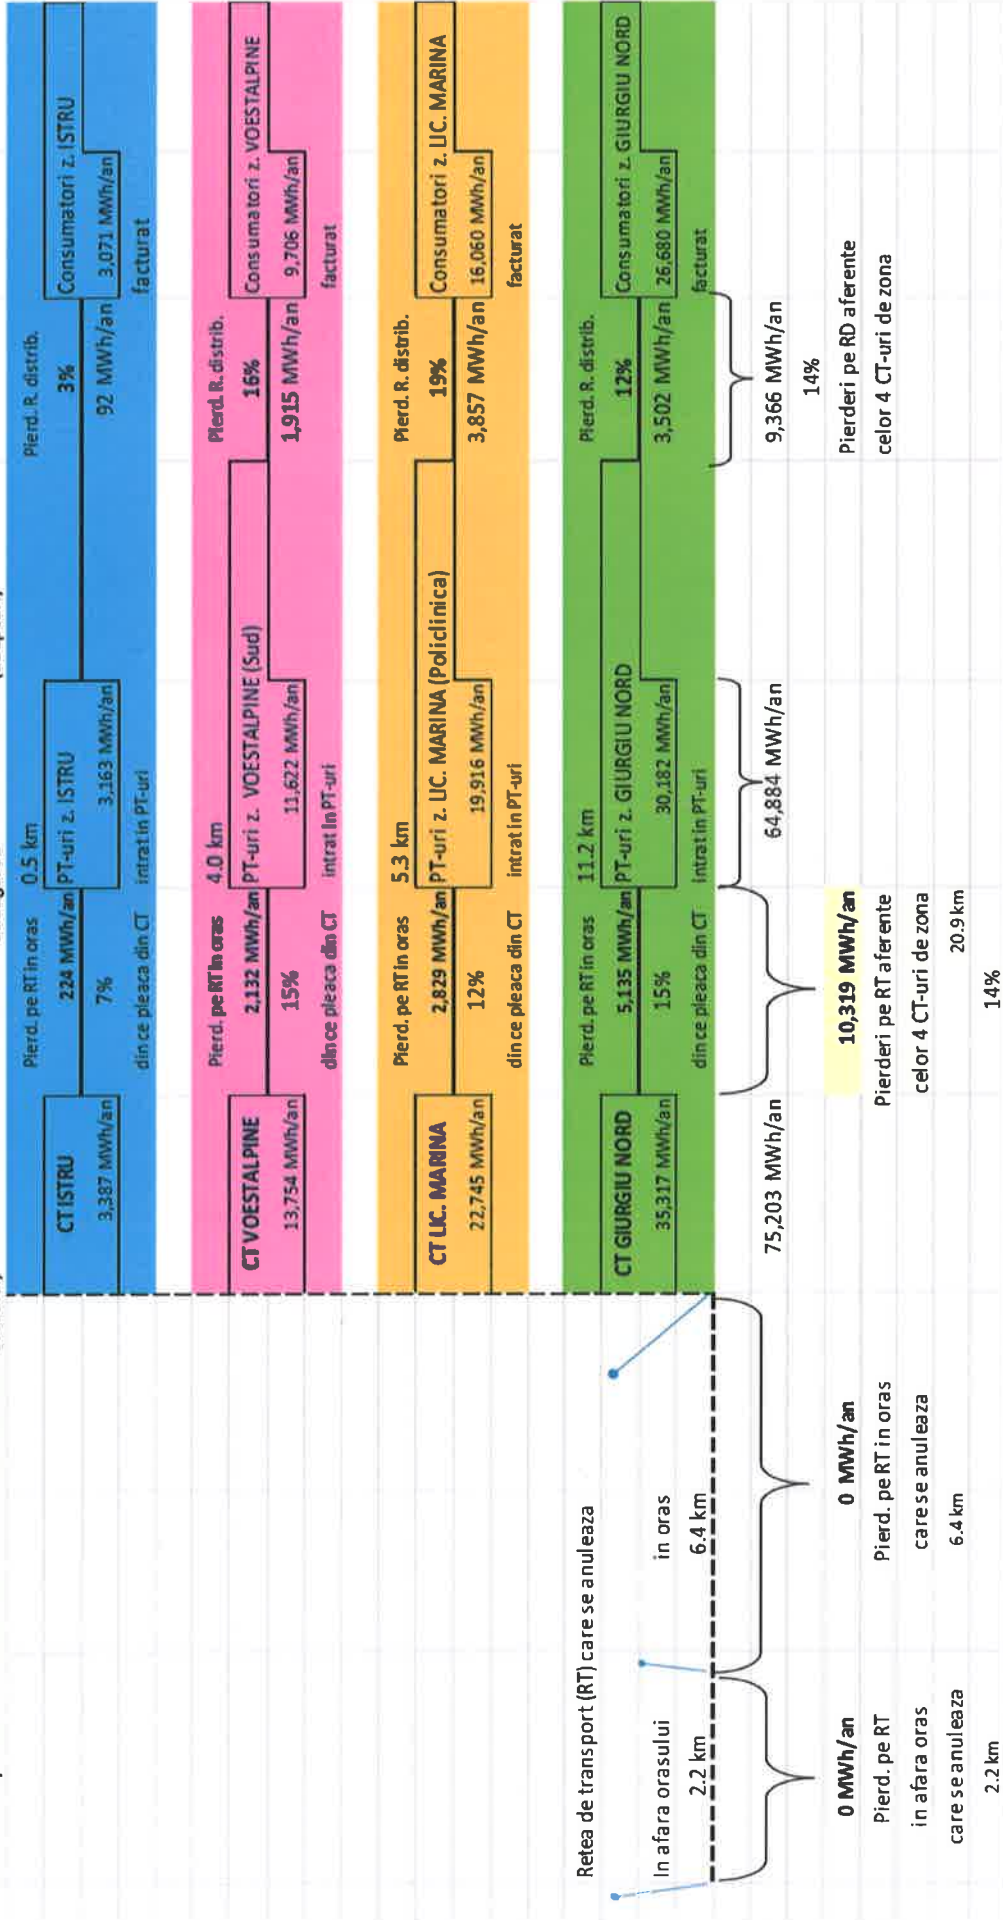 Pierd. pe RT in oras 0.5 km
Pierd. R. distrib.
CT ISTRU
3,387 MWh/an
224 MWh/an
7%
din ce pleaca din CT
PT-uri z. ISTRU
3,163 MWh/an
intrat in PT-uri
3%
92 MWh/an
Consumatori z. ISTRU
3,071 MWh/an
facturat
Pierd. pe RT in oras 4.0 km
Pierd. R. distrib.
CT VOESTALPINE
13,754 MWh/an
2,132 MWh/an
15%
din ce pleaca din CT
PT-uri z. VOESTALPINE (Sud)
11,622 MWh/an
intrat in PT-uri
16%
1,915 MWh/an
Consumatori z. VOESTALPINE
9,706 MWh/an
facturat
Pierd. pe RT in oras 5.3 km
Pierd. R. distrib.
CT LIC. MARINA
22,745 MWh/an
2,829 MWh/an
12%
din ce pleaca din CT
PT-uri z. LIC. MARINA (Policlinica)
19,916 MWh/an
intrat in PT-uri
19%
3,857 MWh/an
Consumatori z. LIC. MARINA
16,060 MWh/an
facturat
Retea de transport (RT) care se anuleaza
In afara orasului
2.2 km
in oras
6.4 km
Pierd. pe RT in oras 11.2 km
Pierd. R. distrib.
CT GIURGIU NORD
35,317 MWh/an
5,135 MWh/an
15%
din ce pleaca din CT
PT-uri z. GIURGIU NORD
30,182 MWh/an
intrat in PT-uri
12%
3,502 MWh/an
Consumatori z. GIURGIU NORD
26,680 MWh/an
facturat
75,203 MWh/an
64,884 MWh/an
9,366 MWh/an
14%
Pierderi pe RD aferente
celor 4 CT-uri de zona
0 MWh/an
Pierd. pe RT
in afara oras
care se anuleaza
2.2 km
0 MWh/an
Pierd. pe RT in oras
care se anuleaza
6.4 km
10,319 MWh/an
Pierderi pe RT aferente
celor 4 CT-uri de zona
20.9 km
14%